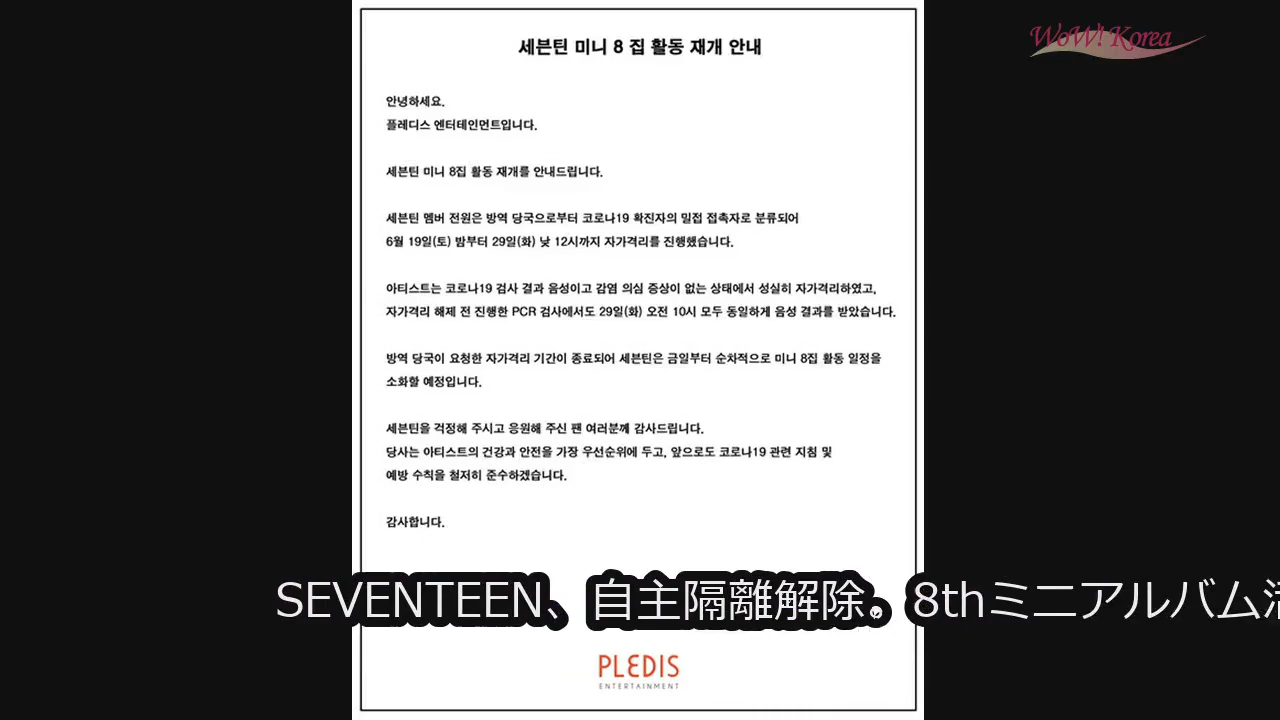 WoW! Korea
세븐틴 미니 8 집 활동 재개 안내
안녕하세요.
플레디스 엔터테인먼트입니다.
세븐틴 미니 8집 활동 재개를 안내드립니다.
세븐틴 멤버 전원은 방역 당국으로부터 코로나19 확진자의 밀접 접촉자로 분류되어
6월 19일(토) 밤부터 29일(화) 낮 12시까지 자가격리를 진행했습니다.
아티스트는 코로나19 검사 결과 음성이고 감염 의심 증상이 없는 상태에서 성실히 자가격리하였고,
자가격리 해제 전 진행한 PCR 검사에서도 29일(화) 오전 10시 모두 동일하게 음성 결과를 받았습니다.
방역 당국이 요청한 자가격리 기간이 종료되어 세븐틴은 금일부터 순차적으로 미니 8집 활동 일정을
소화할 예정입니다.
세븐틴을 걱정해 주시고 응원해 주신 팬 여러분께 감사드립니다.
당사는 아티스트의 건강과 안전을 가장 우선순위에 두고, 앞으로도 코로나19 관련 지침 및
예방 수칙을 철저히 준수하겠습니다.
감사합니다.
SEVENTEEN、自主隔離解除。8thミニアルバム活
PLEDIS
ENTERTAINMENT